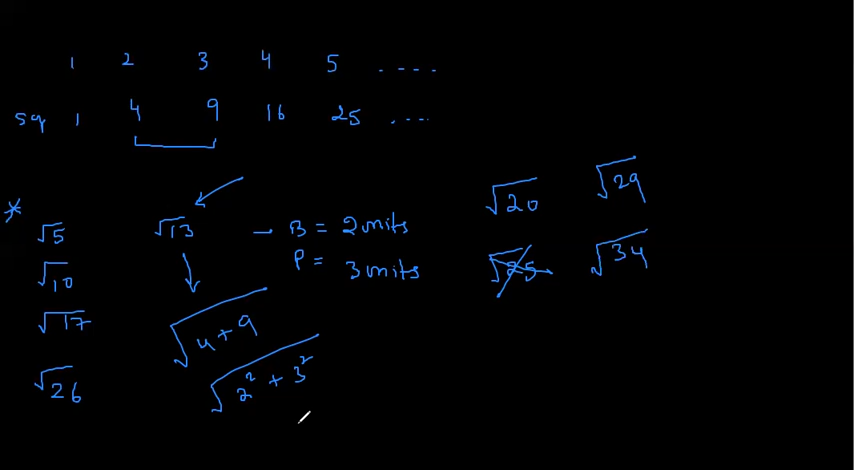 1 2 3 4 5 ....
sq 1 4 9 16 25 ....
* √5
√10
√17
√26
√13 → B = 2 units
P = 3 units
√4 + 9
√2² + 3²
√20 √29
√25 √34